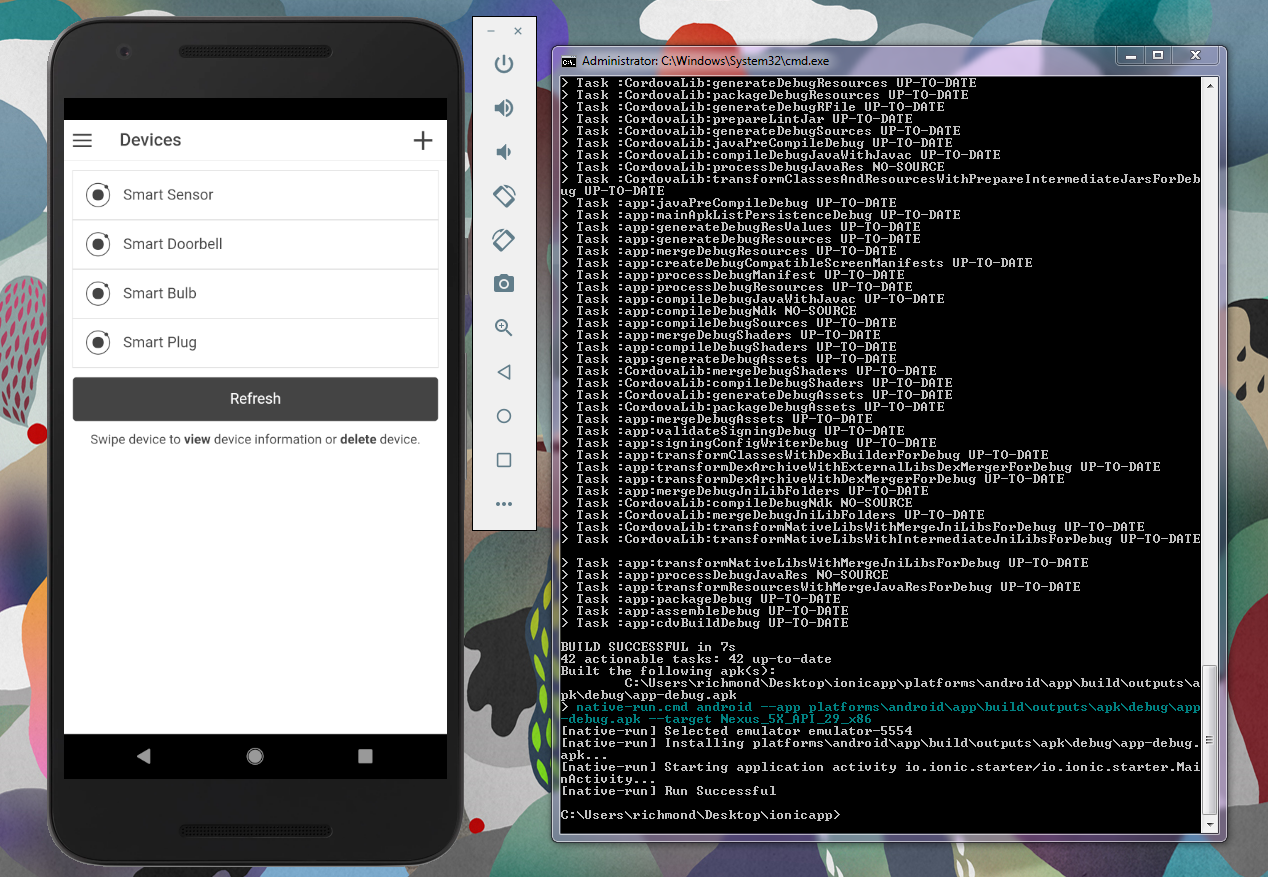 Devices
Smart Sensor
Smart Doorbell
Smart Bulb
Smart Plug
Refresh
Swipe device to view device information or delete device.
Administrator: C:\Windows\System32\cmd.exe
> Task :CordovaLib:generateDebugResources UP-TO-DATE
> Task :CordovaLib:packageDebugResources UP-TO-DATE
> Task :CordovaLib:generateDebugRFile UP-TO-DATE
> Task :CordovaLib:prepareLintJar UP-TO-DATE
> Task :CordovaLib:generateDebugSources UP-TO-DATE
> Task :CordovaLib:javaPreCompileDebug UP-TO-DATE
> Task :CordovaLib:compileDebugJavaWithJavac UP-TO-DATE
> Task :CordovaLib:processDebugJavaRes NO-SOURCE
> Task :CordovaLib:transformClassesAndResourcesWithPrepareIntermediateJarsForDeb
ug UP-TO-DATE
> Task :app:javaPreCompileDebug UP-TO-DATE
> Task :app:mainApkListPersistenceDebug UP-TO-DATE
> Task :app:generateDebugResValues UP-TO-DATE
> Task :app:generateDebugResources UP-TO-DATE
> Task :app:mergeDebugResources UP-TO-DATE
> Task :app:createDebugCompatibleScreenManifests UP-TO-DATE
> Task :app:processDebugManifest UP-TO-DATE
> Task :app:processDebugResources UP-TO-DATE
> Task :app:compileDebugJavaWithJavac UP-TO-DATE
> Task :app:compileDebugNdk NO-SOURCE
> Task :app:compileDebugSources UP-TO-DATE
> Task :app:mergeDebugShaders UP-TO-DATE
> Task :app:compileDebugShaders UP-TO-DATE
> Task :app:generateDebugAssets UP-TO-DATE
> Task :CordovaLib:mergeDebugShaders UP-TO-DATE
> Task :CordovaLib:compileDebugShaders UP-TO-DATE
> Task :CordovaLib:generateDebugAssets UP-TO-DATE
> Task :CordovaLib:packageDebugAssets UP-TO-DATE
> Task :app:mergeDebugAssets UP-TO-DATE
> Task :app:validateSigningDebug UP-TO-DATE
> Task :app:signingConfigWriterDebug UP-TO-DATE
> Task :app:transformClassesWithDexBuilderForDebug UP-TO-DATE
> Task :app:transformDexArchiveWithExternalLibsDexMergerForDebug UP-TO-DATE
> Task :app:transformDexArchiveWithDexMergerForDebug UP-TO-DATE
> Task :app:mergeDebugJniLibFolders UP-TO-DATE
> Task :CordovaLib:compileDebugNdk NO-SOURCE
> Task :CordovaLib:mergeDebugJniLibFolders UP-TO-DATE
> Task :CordovaLib:transformNativeLibsWithMergeJniLibsForDebug UP-TO-DATE
> Task :CordovaLib:transformNativeLibsWithIntermediateJniLibsForDebug UP-TO-DATE
> Task :app:transformNativeLibsWithMergeJniLibsForDebug UP-TO-DATE
> Task :app:processDebugJavaRes NO-SOURCE
> Task :app:transformResourcesWithMergeJavaResForDebug UP-TO-DATE
> Task :app:packageDebug UP-TO-DATE
> Task :app:assembleDebug UP-TO-DATE
> Task :app:cdvBuildDebug UP-TO-DATE
BUILD SUCCESSFUL in 7s
42 actionable tasks: 42 up-to-date
Built the following apk(s):
C:\Users\richmond\Desktop\ionicapp\platforms\android\app\build\outputs\a
pk\debug\app-debug.apk
> native-run.cmd android --app platforms\android\app\build\outputs\apk\debug\app
-debug.apk --target Nexus_5X_API_29_x86
[native-run] Selected emulator emulator-5554
[native-run] Installing platforms\android\app\build\outputs\apk\debug\app-debug.
apk...
[native-run] Starting application activity io.ionic.starter/io.ionic.starter.Mai
nActivity...
[native-run] Run Successful
C:\Users\richmond\Desktop\ionicapp>